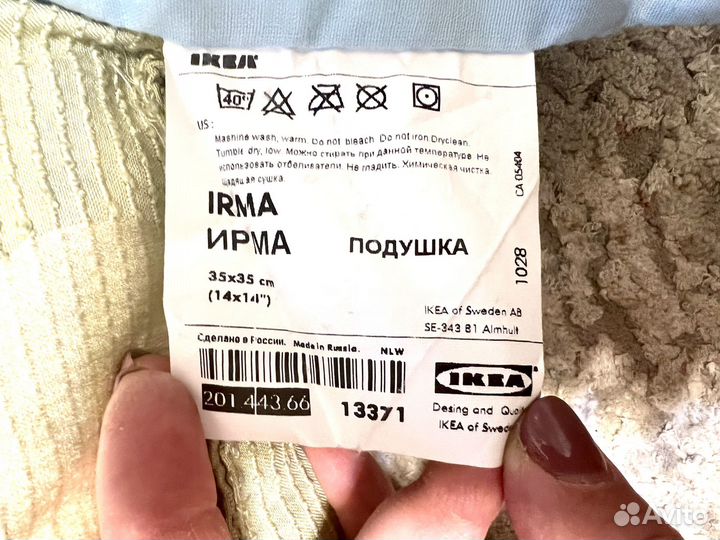 IKEA
40°
US:
Mashine wash, warm. Do not bleach. Do not iron Dryclean.
Tumble dry, low. Можно стирать при данной температуре. Не
использовать отбеливатели. Не гладить. Химическая чистка.
щадящая сушка.
IRMA
ИРМА ПОДУШКА
35x35 cm
(14x14")
CA 05404
1028
IKEA of Sweden AB
SE-343 81 Almhult
Сделано в России. Made in Russia. NLW
201.443.66 13371
IKEA
Desing and Qual
IKEA of Swed
Avito